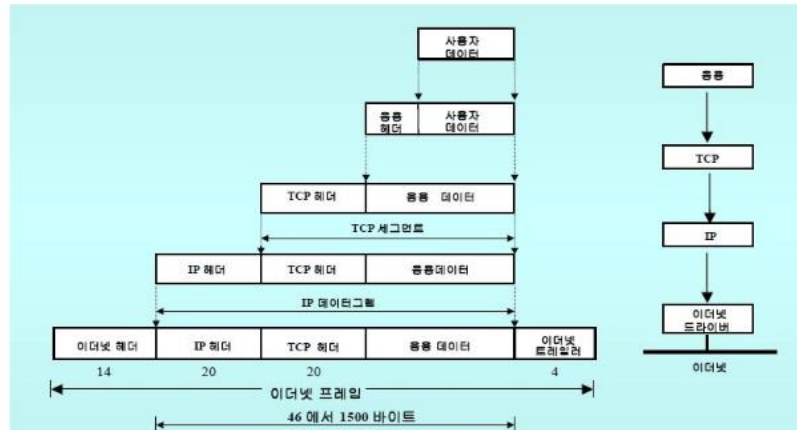 사용자
데이터
응용
헤더
사용자
데이터
TCP 헤더
응용 데이터
TCP 세그먼트
IP 헤더
TCP 헤더
응용데이터
IP 데이터그램
이더넷 헤더
IP 헤더
TCP 헤더
응용 데이터
이더넷
트레일러
14
20
20
4
이더넷 프레임
46 에서 1500 바이트
응용
TCP
IP
이더넷
드라이버
이더넷